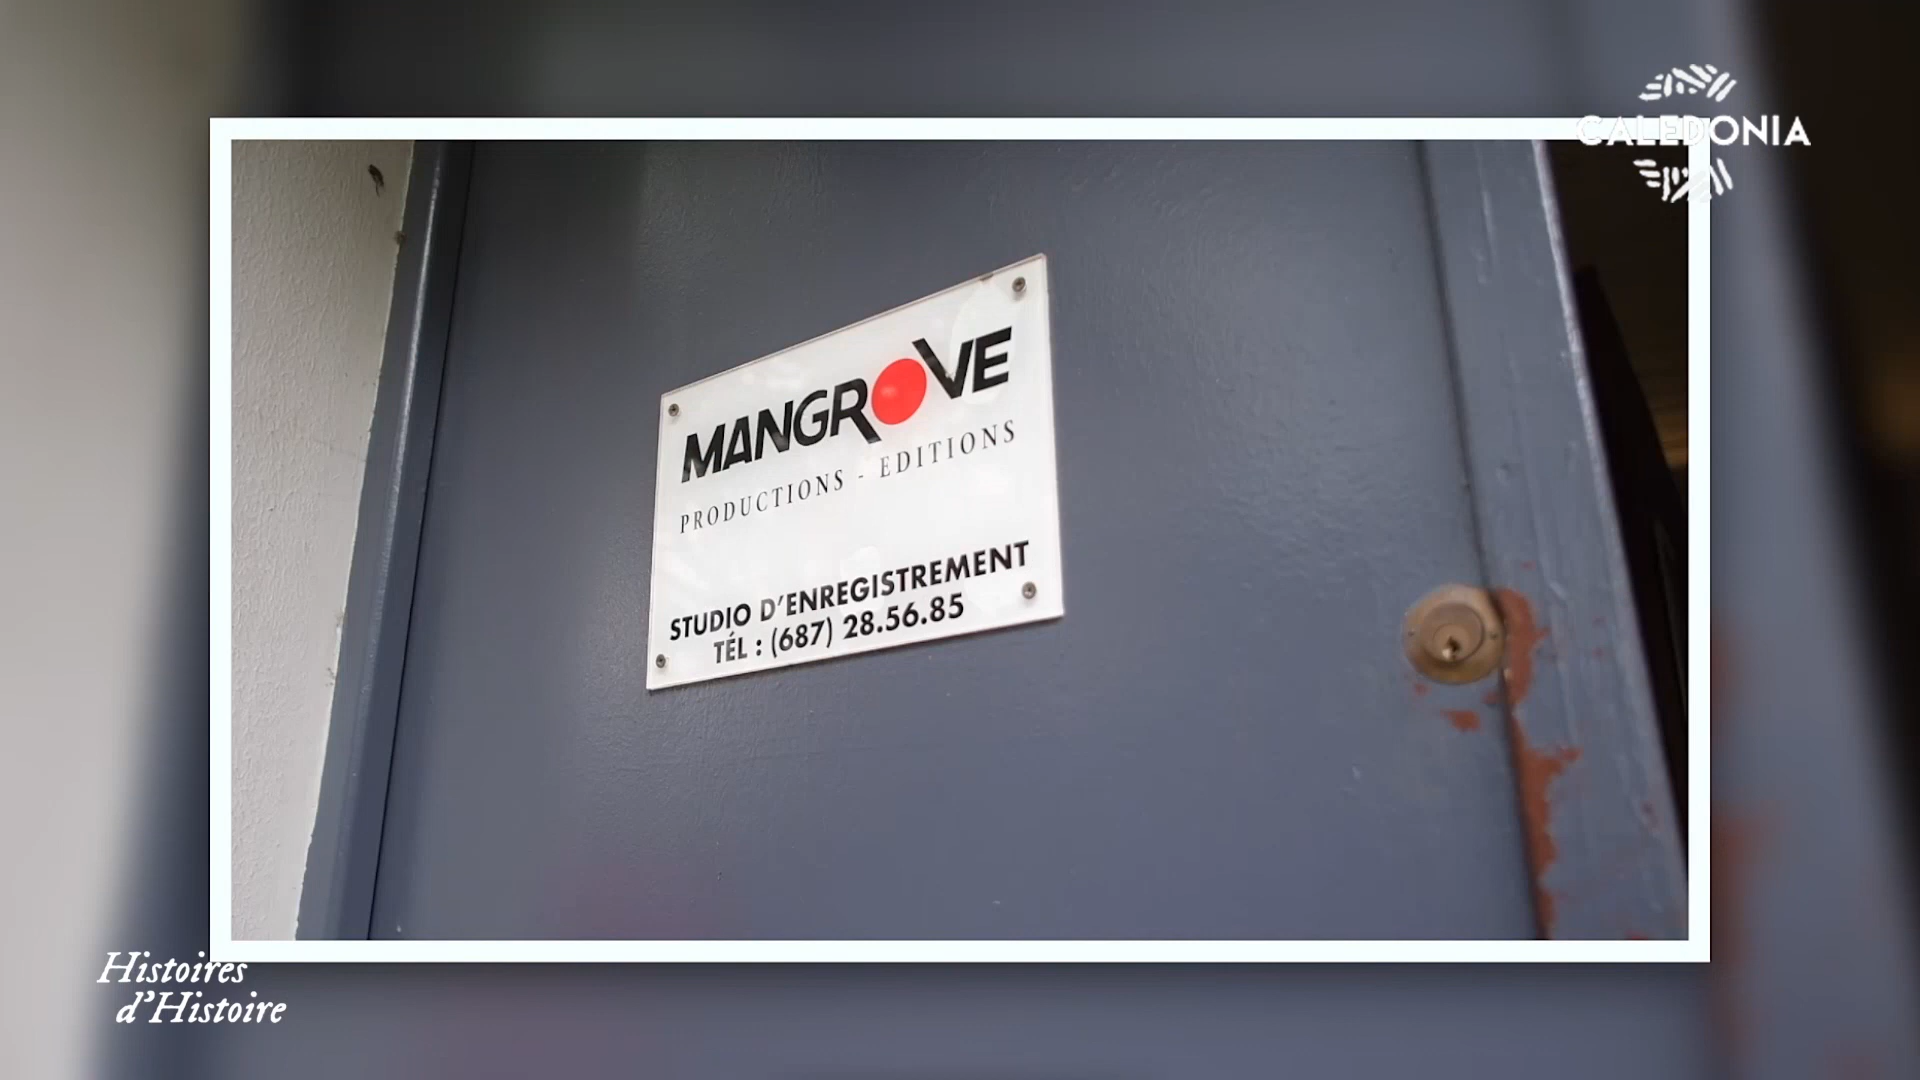 CALEDONIA
MANGROVE
PRODUCTIONS - EDITIONS
STUDIO D'ENREGISTREMENT
TÉL : (687) 28.56.85
Histoires
d'Histoire